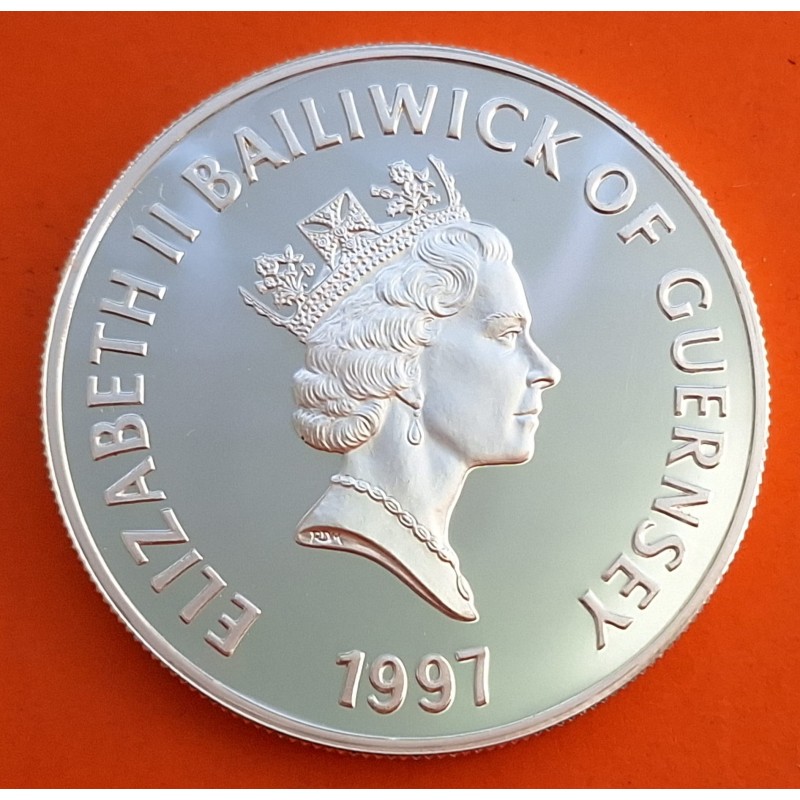 ELIZABETH II BAILIWICK OF GUERNSEY
RDM
1997